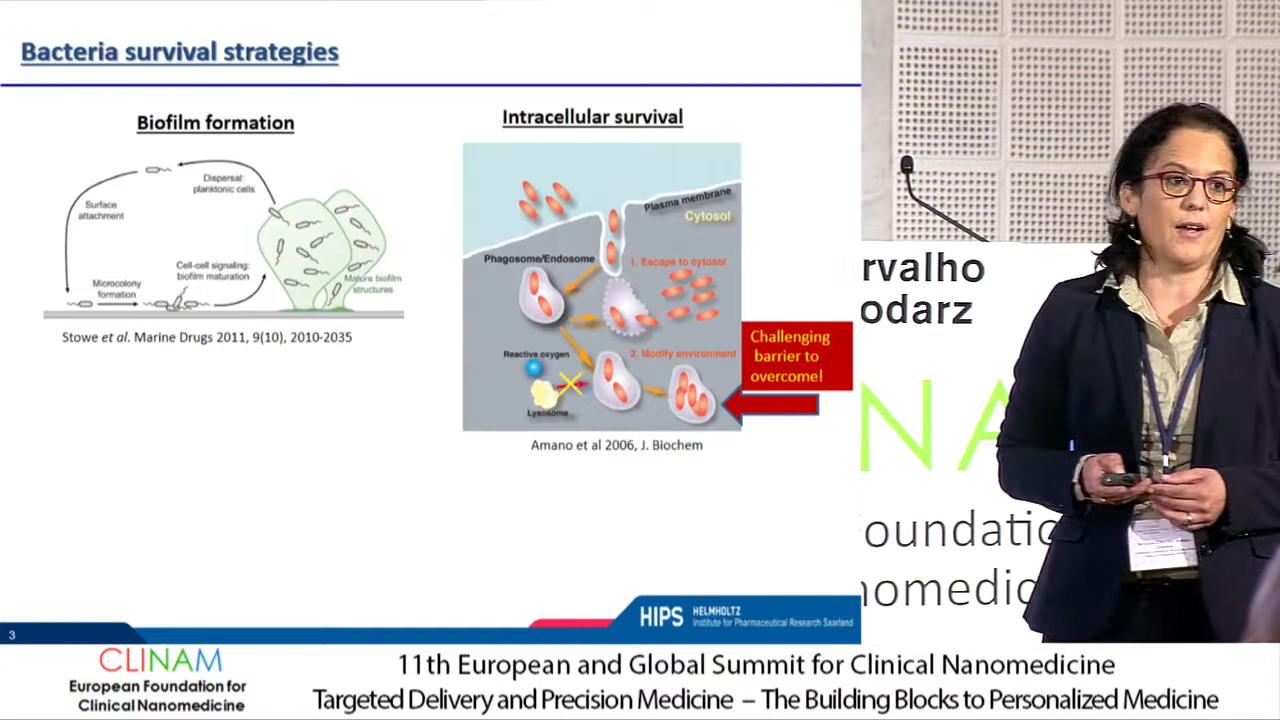 Bacteria survival strategies
Biofilm formation
Dispersal:
planktonic cells
Surface
attachment
Cell-cell signaling:
biofilm maturation
Microcolony
formation
Mature biofilm
structures
Stowe et al. Marine Drugs 2011, 9(10), 2010-2035
Intracellular survival
Plasma membrane
Cytosol
Phagosome/Endosome
1. Escape to cytosol
Reactive oxygen
2. Modify environment
Lysosome
Challenging
barrier to
overcome!
Amano et al 2006, J. Biochem
3
HIPS
HELMHOLTZ
Institute for Pharmaceutical Research Saarland
rvalho
odarz
NA
oundatio
nomedic
CLINAM
European Foundation for
Clinical Nanomedicine
11th European and Global Summit for Clinical Nanomedicine
Targeted Delivery and Precision Medicine – The Building Blocks to Personalized Medicine